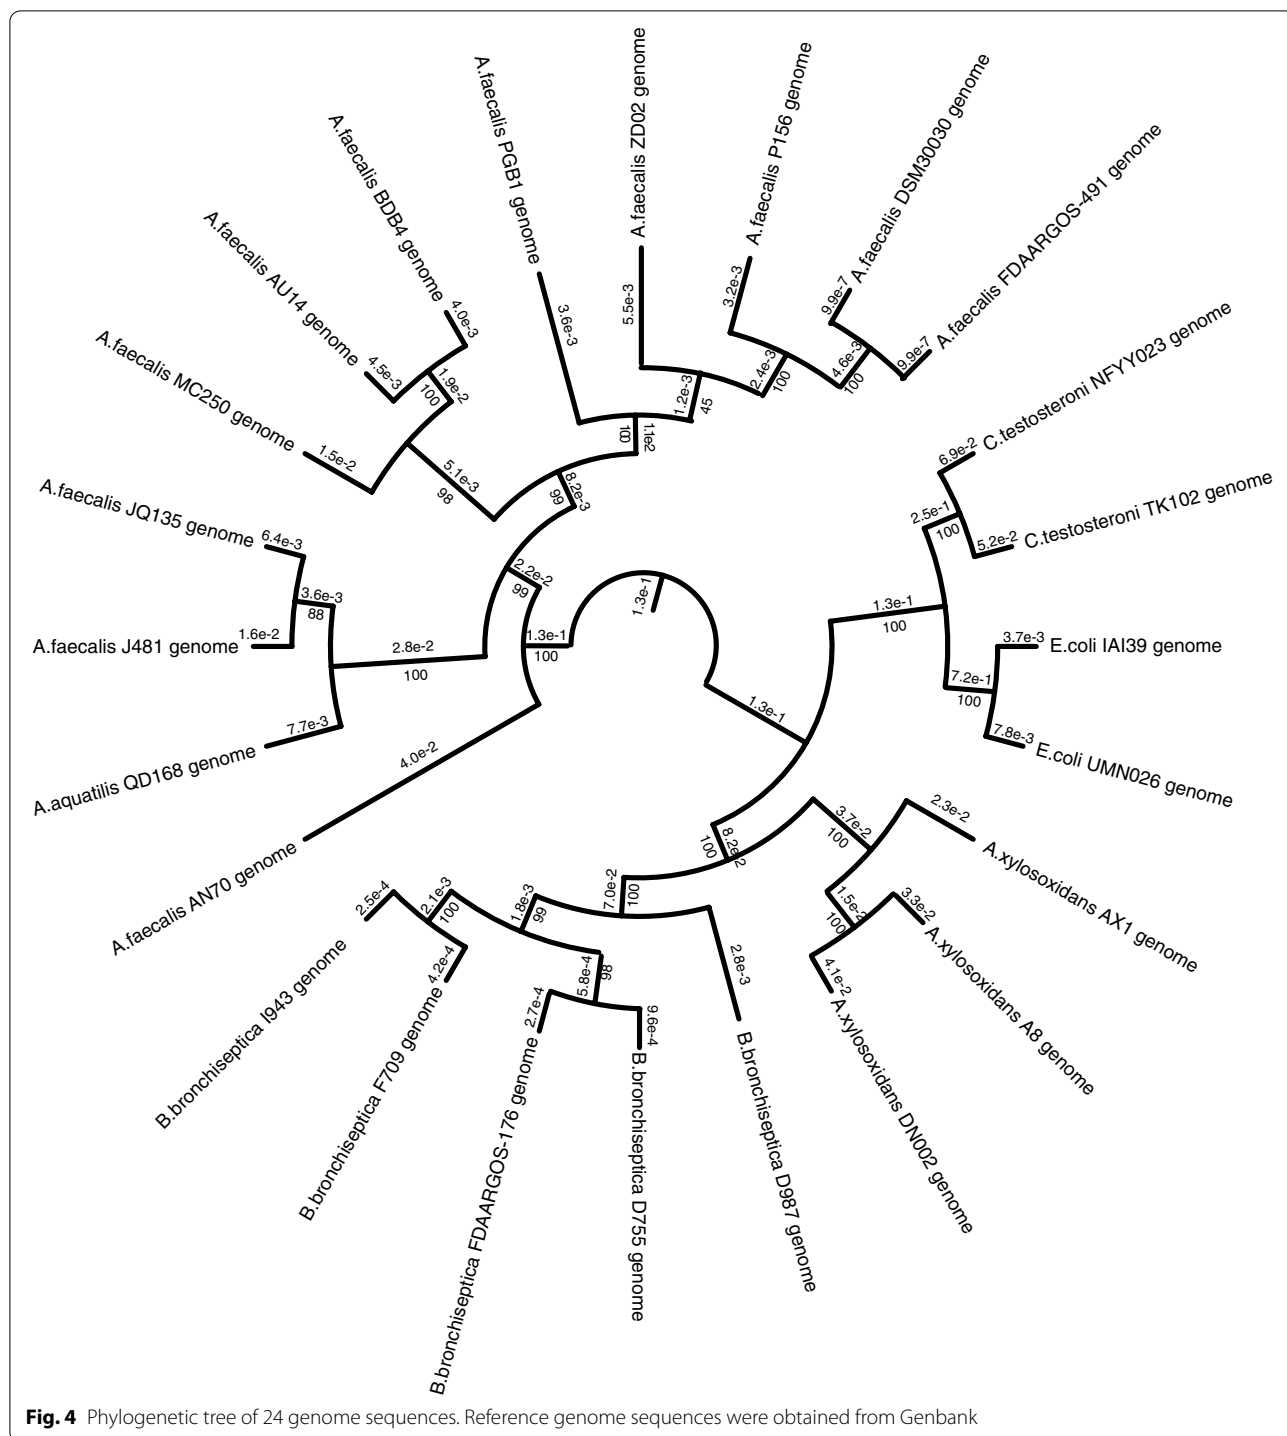 A.faecalis ZD02 genome
5.5e-3
A.faecalis P156 genome
3.2e-3
A.faecalis DSM30030 genome
9.9e-7
A.faecalis FDAARGOS-491 genome
9.9e-7
4.6e-3
100
2.4e-3
100
1.2e-3
45
A.faecalis PGB1 genome
3.6e-3
100
1.1e2
A.faecalis BDB4 genome
4.0e-3
A.faecalis AU14 genome
4.5e-3
1.9e-2
100
A.faecalis MC250 genome
1.5e-2
5.1e-3
98
8.2e-3
99
A.faecalis JQ135 genome
6.4e-3
3.6e-3
88
A.faecalis J481 genome
1.6e-2
2.8e-2
100
A.aquatilis QD168 genome
7.7e-3
2.2e-2
99
A.faecalis AN70 genome
4.0e-2
1.3e-1
100
1.3e-1
1.3e-1
C.testosteroni NFYY023 genome
6.9e-2
2.5e-1
100
C.testosteroni TK102 genome
5.2e-2
1.3e-1
100
E.coli IAI39 genome
3.7e-3
7.2e-1
100
E.coli UMN026 genome
7.8e-3
A.xylosoxidans AX1 genome
2.3e-2
3.7e-2
100
A.xylosoxidans A8 genome
3.3e-2
1.5e-2
100
A.xylosoxidans DN002 genome
4.1e-2
8.2e-2
100
7.0e-2
100
B.bronchiseptica D987 genome
2.8e-3
1.8e-3
99
B.bronchiseptica D755 genome
9.6e-4
5.8e-4
98
B.bronchiseptica FDAARGOS-176 genome
2.7e-4
B.bronchiseptica F709 genome
4.2e-4
2.1e-3
100
B.bronchiseptica I943 genome
2.5e-4
Fig. 4 Phylogenetic tree of 24 genome sequences. Reference genome sequences were obtained from Genbank